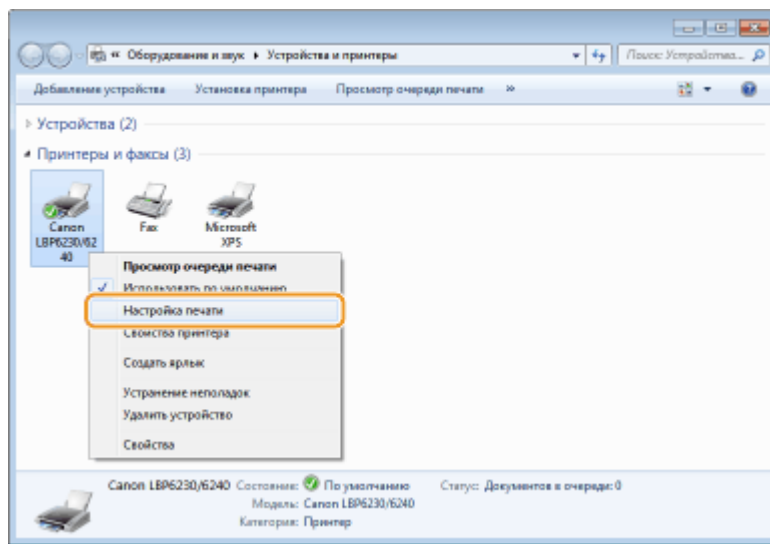 « Оборудование и звук ▸ Устройства и принтеры
Поиск: Устройства...
Добавление устройства Установка принтера Просмотр очереди печати »
Устройства (2)
Принтеры и факсы (3)
Canon LBP6230/62 40
Fax
Microsoft XPS
Просмотр очереди печати
Использовать по умолчанию
Настройка печати
Свойства принтера
Создать ярлык
Устранение неполадок
Удалить устройство
Свойства
Canon LBP6230/6240 Состояние: По умолчанию Статус: Документов в очереди: 0
Модель: Canon LBP6230/6240
Категория: Принтер